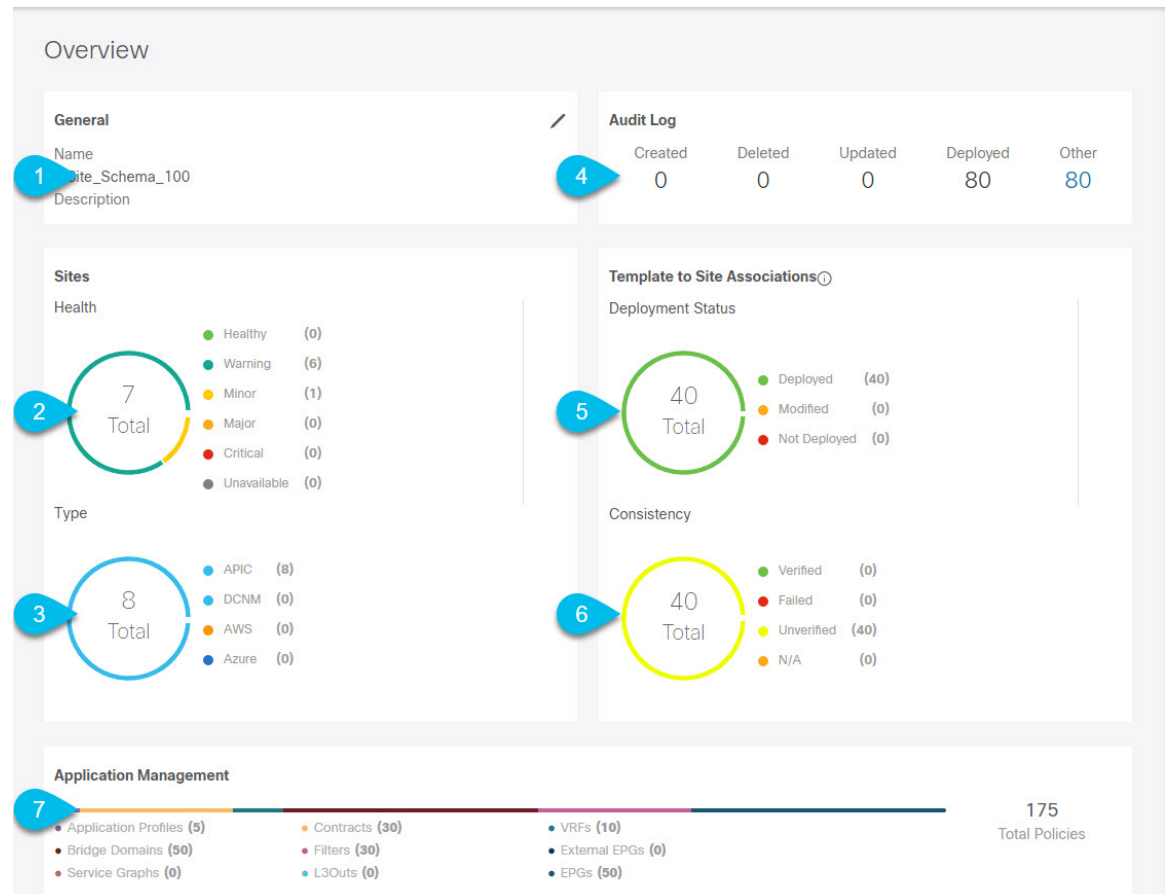 Overview
General
Name
1
Site_Schema_100
Description
Audit Log
Created Deleted Updated Deployed Other
4
0 0 0 80 80
Sites
Health
2
7
Total
Healthy (0)
Warning (6)
Minor (1)
Major (0)
Critical (0)
Unavailable (0)
Type
3
8
Total
APIC (8)
DCNM (0)
AWS (0)
Azure (0)
Template to Site Associations
Deployment Status
5
40
Total
Deployed (40)
Modified (0)
Not Deployed (0)
Consistency
6
40
Total
Verified (0)
Failed (0)
Unverified (40)
N/A (0)
Application Management
7
Application Profiles (5) Contracts (30) VRFs (10)
Bridge Domains (50) Filters (30) External EPGs (0)
Service Graphs (0) L3Outs (0) EPGs (50)
175
Total Policies